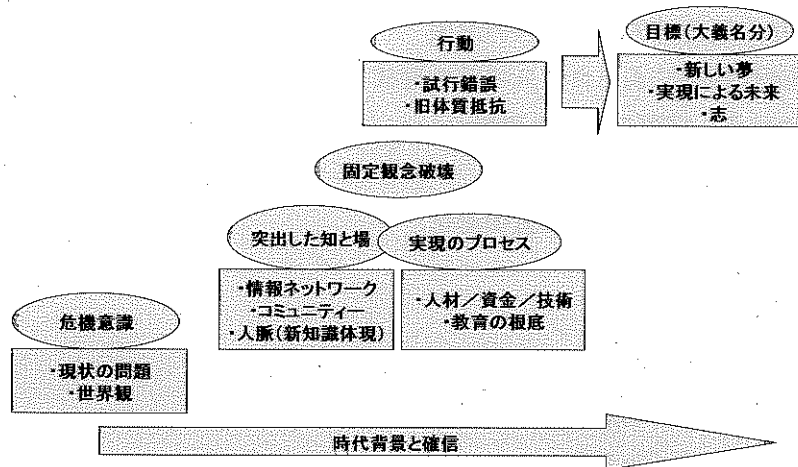 行動
・試行錯誤
・旧体質抵抗
目標(大義名分)
・新しい夢
・実現による未来
・志
固定観念破壊
突出した知と場
・情報ネットワーク
・コミュニティー
・人脈(新知識体現)
実現のプロセス
・人材/資金/技術
・教育の根底
危機意識
・現状の問題
・世界観
時代背景と確信